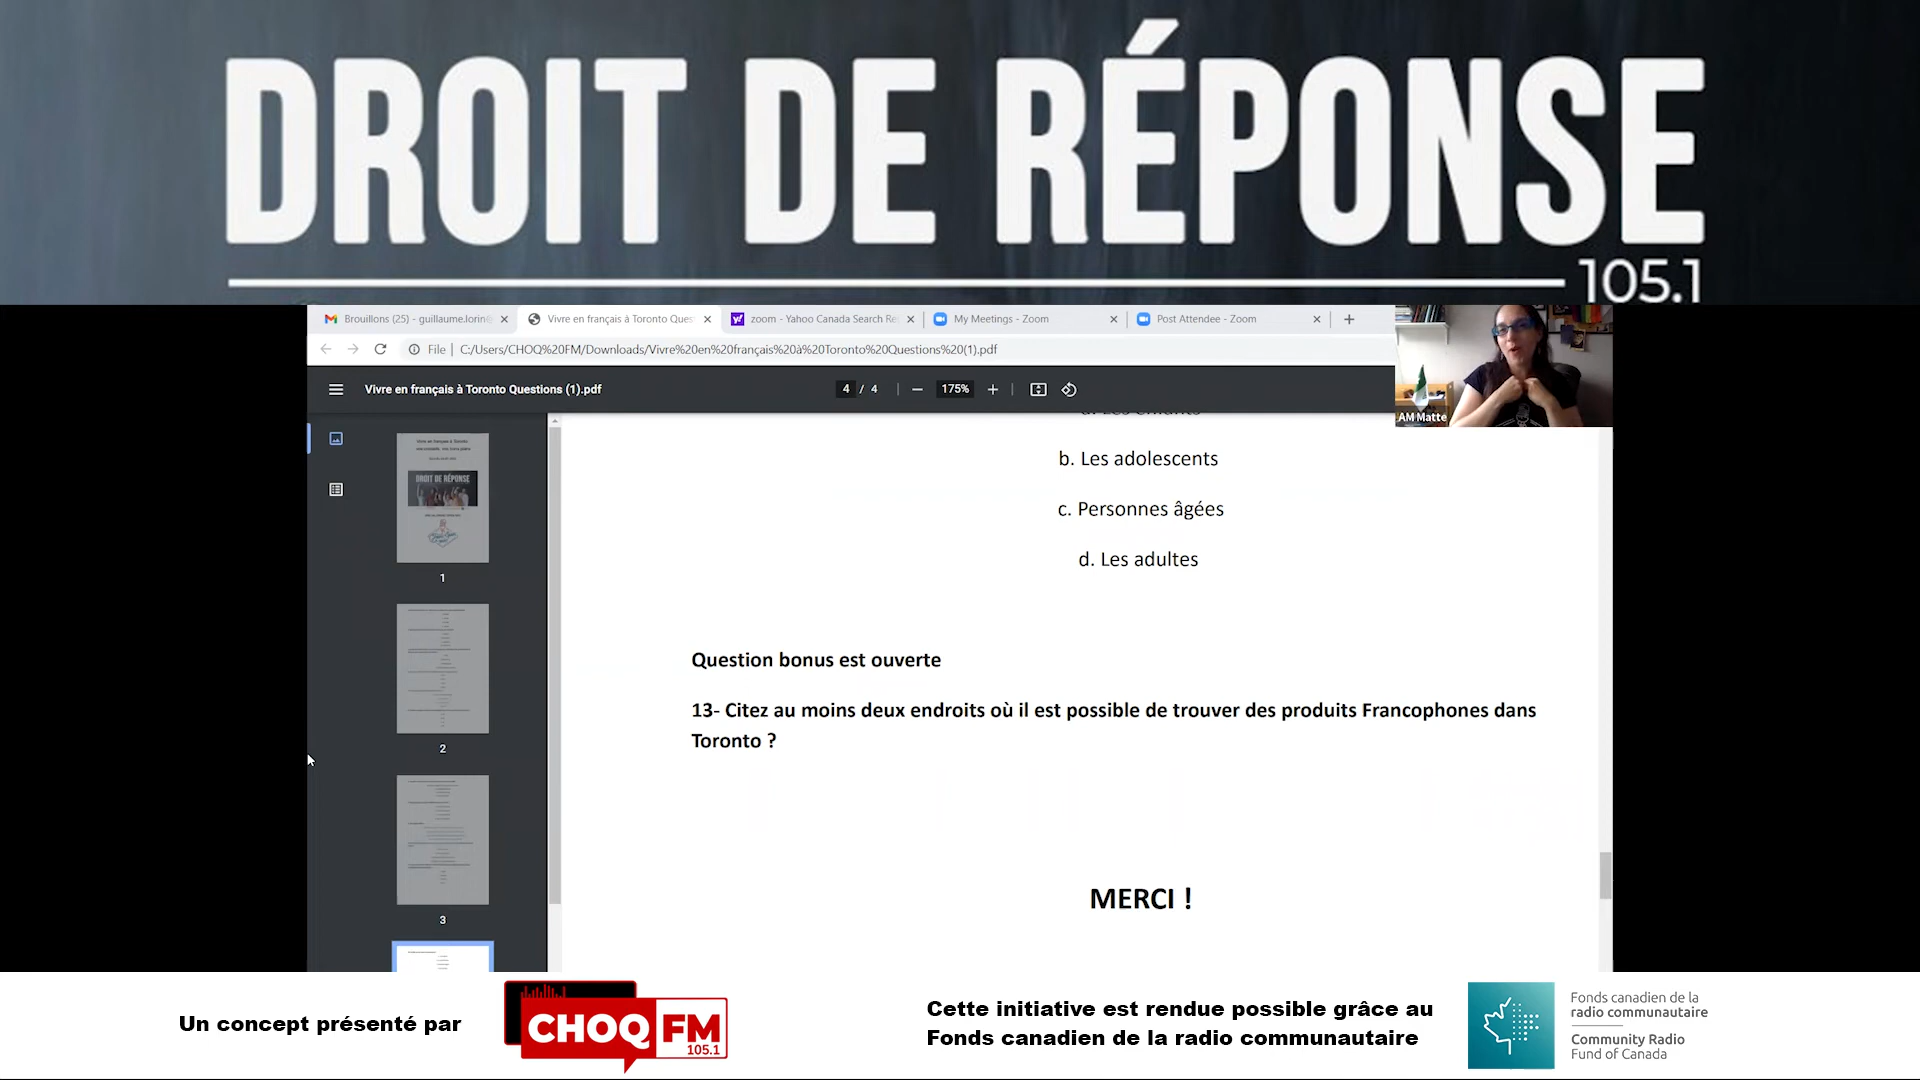 DROIT DE RÉPONSE
105.1
Brouillons (25) - guillaume.lorin
Vivre en français à Toronto Ques
zoom - Yahoo Canada Search Re
My Meetings - Zoom
Post Attendee - Zoom
File
C:/Users/CHOQ%20FM/Downloads/Vivre%20en%20français%20à%20Toronto%20Questions%20(1).pdf
Vivre en français à Toronto Questions (1).pdf
4 / 4
175%
AM Matte
DROIT DE RÉPONSE
1
2
3
b. Les adolescents
c. Personnes âgées
d. Les adultes
Question bonus est ouverte
13- Citez au moins deux endroits où il est possible de trouver des produits Francophones dans
Toronto ?
MERCI !
Un concept présenté par
CHOQ FM
105.1
Cette initiative est rendue possible grâce au
Fonds canadien de la radio communautaire
Fonds canadien de la
radio communautaire
Community Radio
Fund of Canada